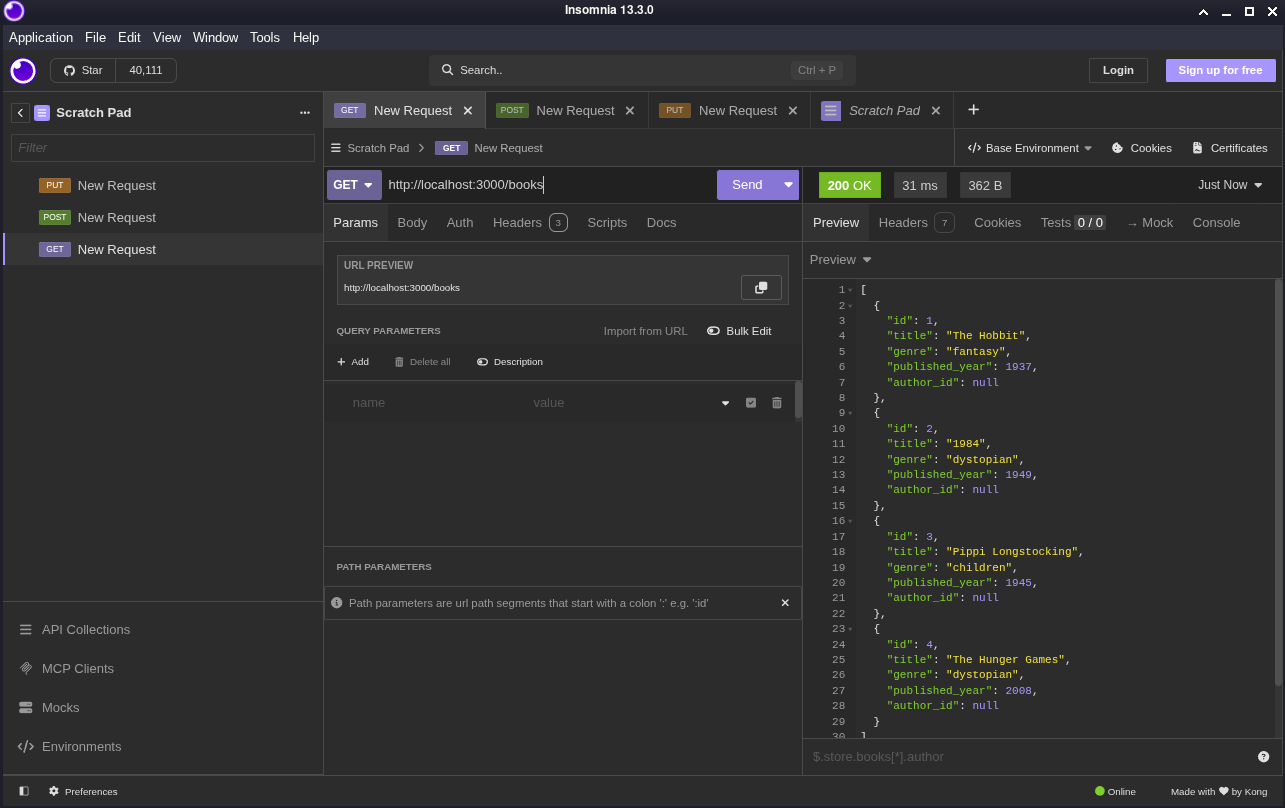 Insomnia 13.3.0
Application File Edit View Window Tools Help
Star 40,111
Search.. Ctrl + P
Login Sign up for free
Scratch Pad ...
Filter
PUT New Request
POST New Request
GET New Request
API Collections
MCP Clients
Mocks
Environments
GET New Request POST New Request PUT New Request Scratch Pad
Scratch Pad GET New Request
Base Environment Cookies Certificates
GET http://localhost:3000/books Send
Params Body Auth Headers 3 Scripts Docs
URL PREVIEW
http://localhost:3000/books
QUERY PARAMETERS Import from URL Bulk Edit
Add Delete all Description
name value
PATH PARAMETERS
Path parameters are url path segments that start with a colon ':' e.g. ':id'
200 OK 31 ms 362 B Just Now
Preview Headers 7 Cookies Tests 0 / 0 → Mock Console
Preview
1 [
2 {
3 "id": 1,
4 "title": "The Hobbit",
5 "genre": "fantasy",
6 "published_year": 1937,
7 "author_id": null
8 },
9 {
10 "id": 2,
11 "title": "1984",
12 "genre": "dystopian",
13 "published_year": 1949,
14 "author_id": null
15 },
16 {
17 "id": 3,
18 "title": "Pippi Longstocking",
19 "genre": "children",
20 "published_year": 1945,
21 "author_id": null
22 },
23 {
24 "id": 4,
25 "title": "The Hunger Games",
26 "genre": "dystopian",
27 "published_year": 2008,
28 "author_id": null
29 }
30 ]
$.store.books[*].author
Preferences
Online Made with ♥ by Kong